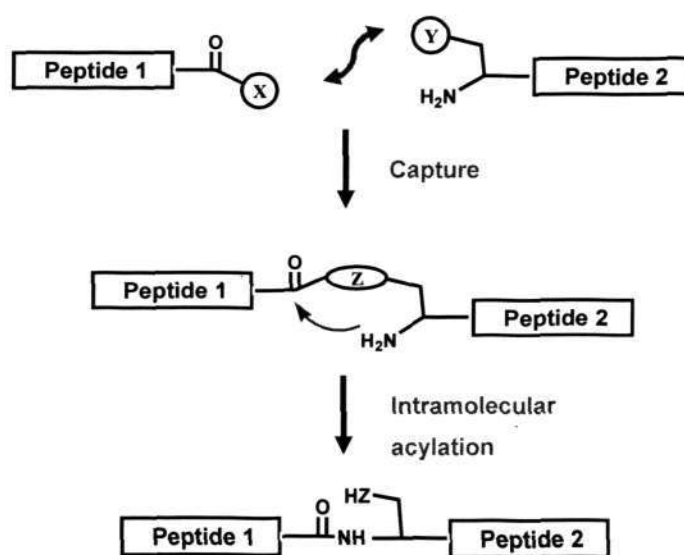 O
Peptide 1
X
Y
H₂N
Peptide 2
Capture
O
Peptide 1
Z
H₂N
Peptide 2
Intramolecular
acylation
HZ
O
Peptide 1
NH
Peptide 2